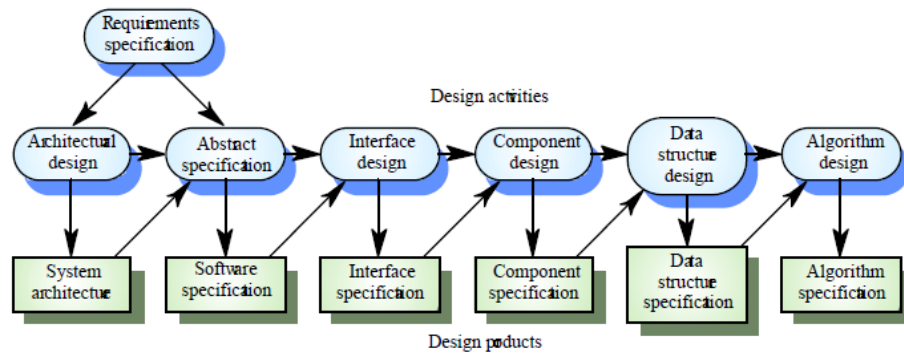 Requirements
specification
Design activities
Architectural
design
Abstract
specification
Interface
design
Component
design
Data
structure
design
Algorithm
design
System
architecture
Software
specification
Interface
specification
Component
specification
Data
structure
specification
Algorithm
specification
Design products